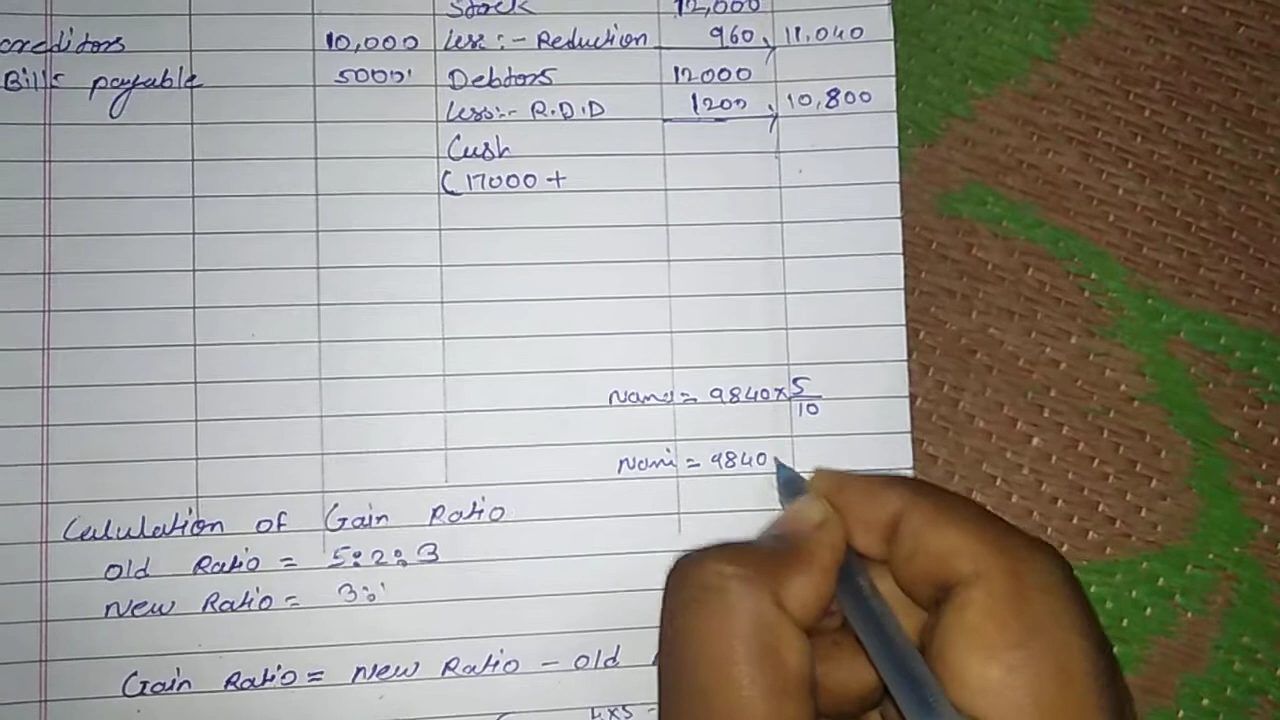 Stock 12,000
creditors 10,000 Less :- Reduction 960, 11,040
Bills payable 5000 Debtors 12000
Less:- R.D.D 1200, 10,800
Cash
(17000 +
= 9840 × 5/10
Nani = 9840
Calulation of Gain Ratio
old Ratio = 5:2:3
New Ratio = 3:1
Gain Ratio = New Ratio - old